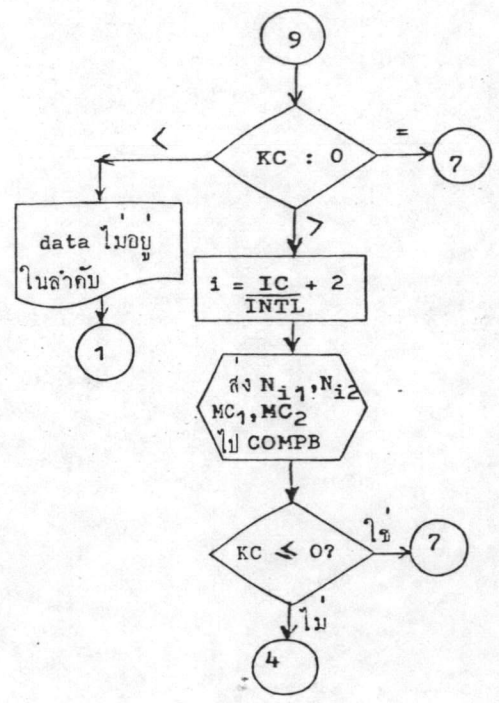 9
<
KC : 0
=
7
>
data ไม่อยู่
ในลำดับ
i = IC + 2
INTL
1
ส่ง Ni1,Ni2
MC1,MC2
ไป COMPB
KC ≤ 0?
ใช่
7
ไม่
4